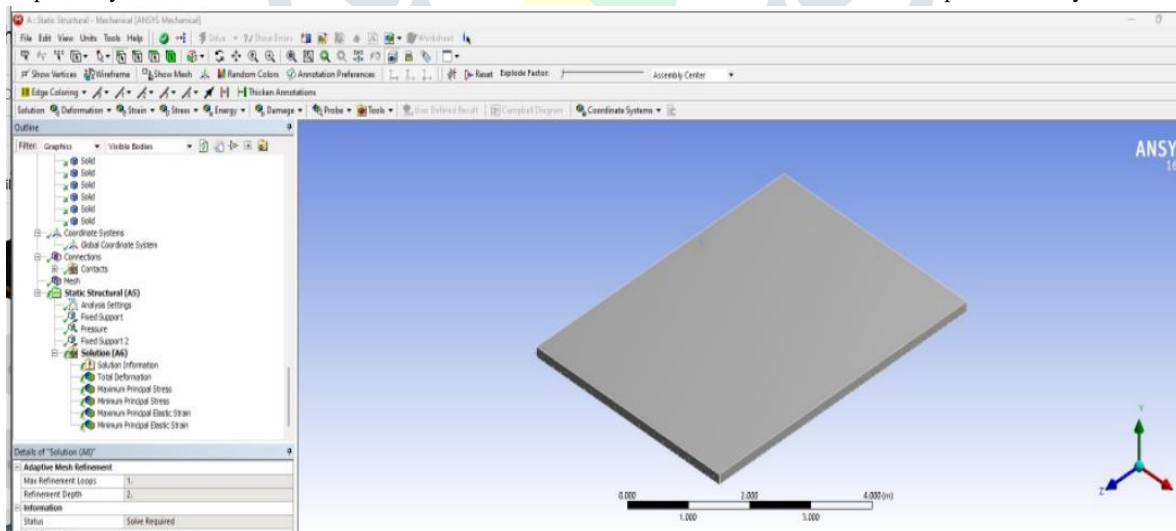 A : Static Structural - Mechanical [ANSYS Mechanical]
File Edit View Units Tools Help Solve ?/ Show Errors Worksheet
Show Vertices Wireframe Show Mesh Random Colors Annotation Preferences Reset Explode Factor: Assembly Center
Edge Coloring Thicken Annotations
Solution Deformation Strain Stress Energy Damage Probe Tools User Defined Result Campbell Diagram Coordinate Systems
Outline
Filter: Graphics Visible Bodies
Solid
Solid
Solid
Solid
Solid
Solid
Coordinate Systems
Global Coordinate System
Connections
Contacts
Mesh
Static Structural (A5)
Analysis Settings
Fixed Support
Pressure
Fixed Support 2
Solution (A6)
Solution Information
Total Deformation
Maximum Principal Stress
Minimum Principal Stress
Maximum Principal Elastic Strain
Minimum Principal Elastic Strain
Details of "Solution (A6)"
Adaptive Mesh Refinement
Max Refinement Loops 1.
Refinement Depth 2.
Information
Status Solve Required
ANSY
16
0.000 2.000 4.000 (m)
1.000 3.000
Y
Z